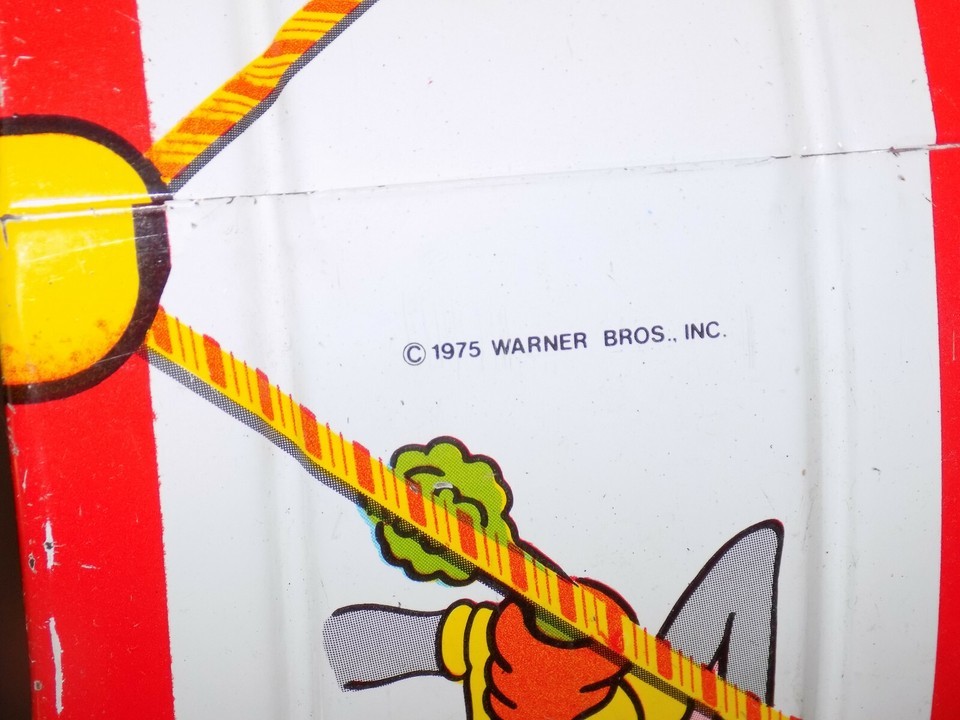 © 1975 WARNER BROS., INC.